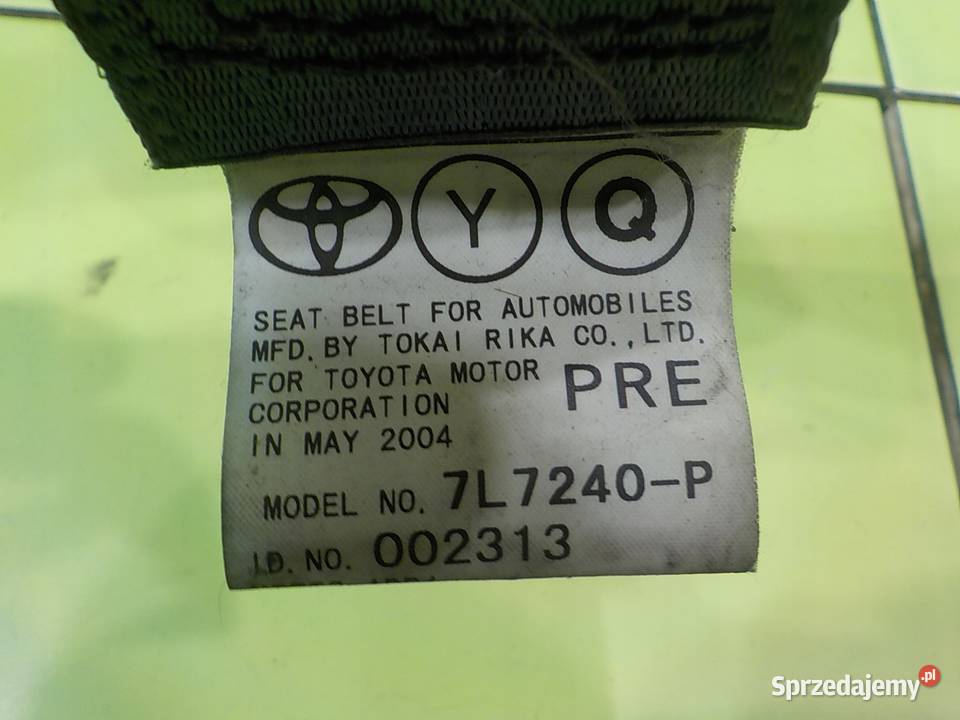 Y Q
SEAT BELT FOR AUTOMOBILES
MFD. BY TOKAI RIKA CO., LTD.
FOR TOYOTA MOTOR PRE
CORPORATION
IN MAY 2004
MODEL NO. 7L7240-P
I.D. NO. 002313
Sprzedajemy.pl